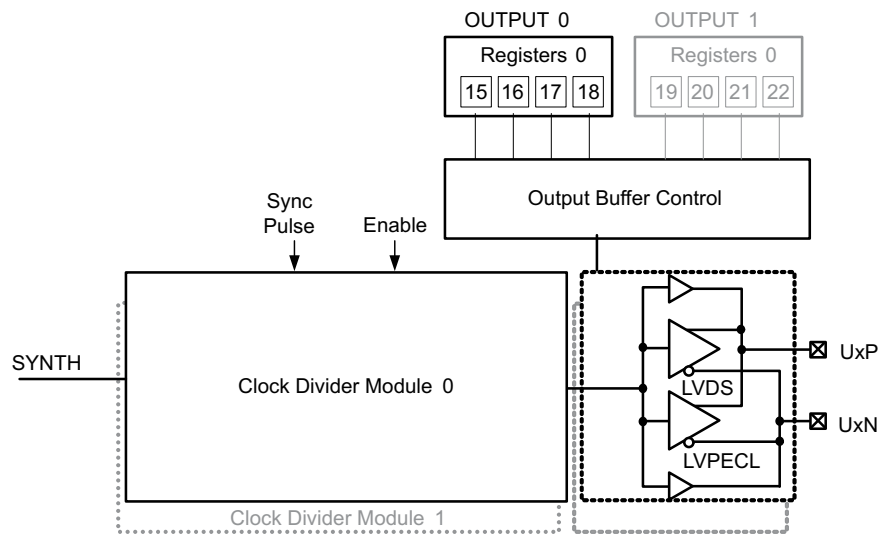 OUTPUT 0
OUTPUT 1
Registers 0
Registers 0
15 16 17 18
19 20 21 22
Output Buffer Control
Sync
Pulse
Enable
SYNTH
Clock Divider Module 0
LVDS
LVPECL
UxP
UxN
Clock Divider Module 1